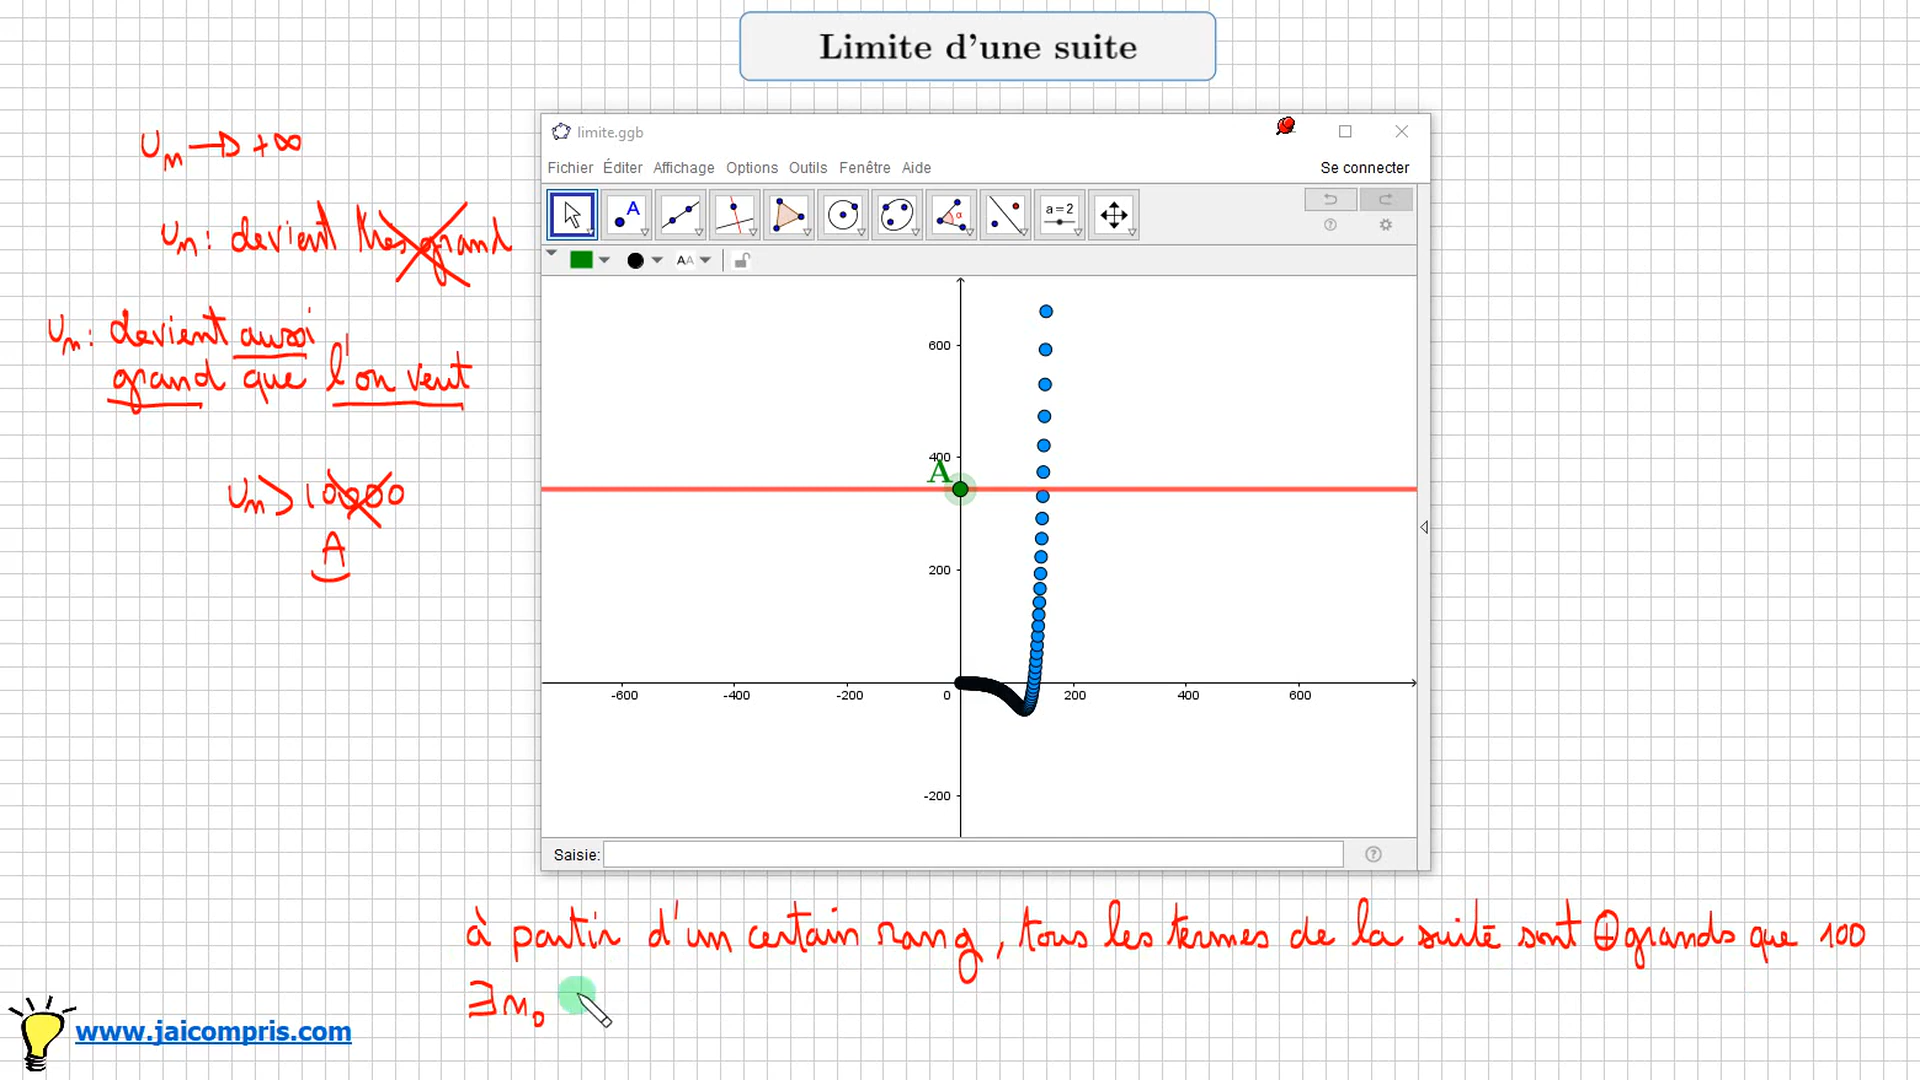 Limite d'une suite
Uₙ → +∞
uₙ : devient très grand
uₙ : devient aussi
grand que l'on veut
Uₙ > 10000
A
limite.ggb
Fichier Éditer Affichage Options Outils Fenêtre Aide
Se connecter
A
α
a=2
AA
600
400
A
200
-600 -400 -200 0 200 400 600
-200
Saisie:
à partir d'un certain rang, tous les termes de la suite sont ⊕ grands que 100
∃ n₀
www.jaicompris.com